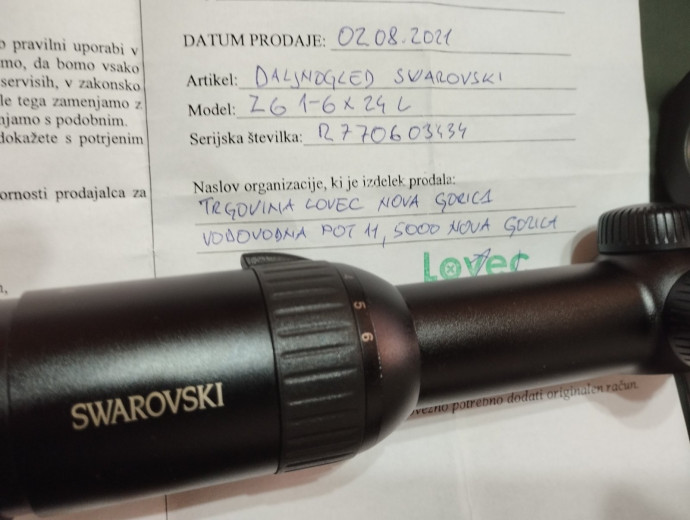 o pravilni uporabi v
mo, da bomo vsako
servisih, v zakonsko
le tega zamenjamo z
njamo s podobnim.
dokažete s potrjenim
ornosti prodajalca za
DATUM PRODAJE: 02.08.2021
Artikel: DALJNOGLED SWAROVSKI
Model: Z6 1-6x24 L
Serijska številka: R770603434
Naslov organizacije, ki je izdelek prodala:
TRGOVINA LOVEC NOVA GORICA
VODOVODNA POT 11, 5000 NOVA GORICA
Lovec
5
6
SWAROVSKI
potrebno dodati originalen račun.